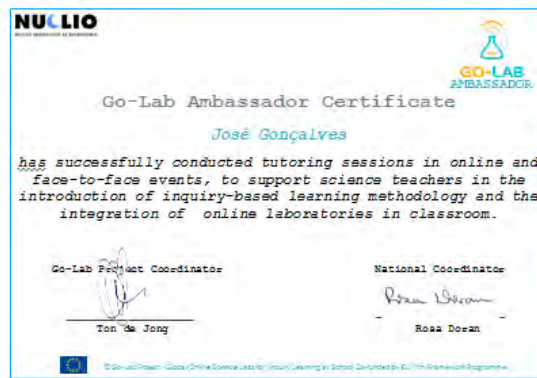 NUCLIO
GO-LAB
AMBASSADOR
Go-Lab Ambassador Certificate
José Gonçalves
has successfully conducted tutoring sessions in online and
face-to-face events, to support science teachers in the
introduction of inquiry-based learning methodology and the
integration of online laboratories in classroom.
Go-Lab Project Coordinator
National Coordinator
Rosa Doran
Ton de Jong
Rosa Doran